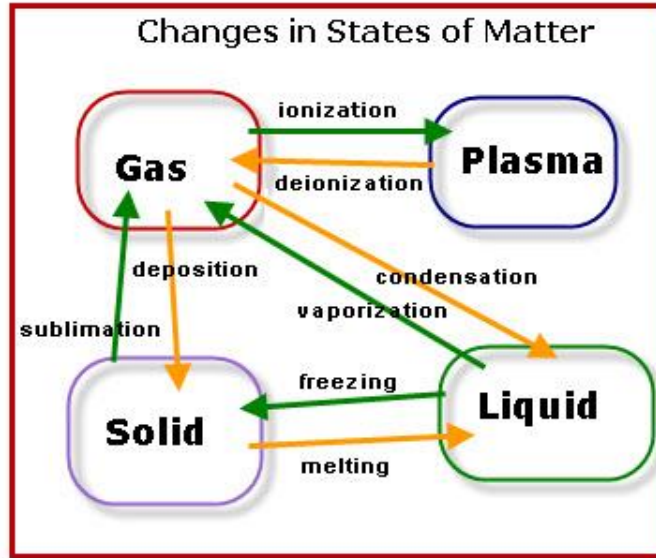 Changes in States of Matter
ionization
Gas
Plasma
deionization
deposition
condensation
sublimation
vaporization
freezing
Solid
Liquid
melting